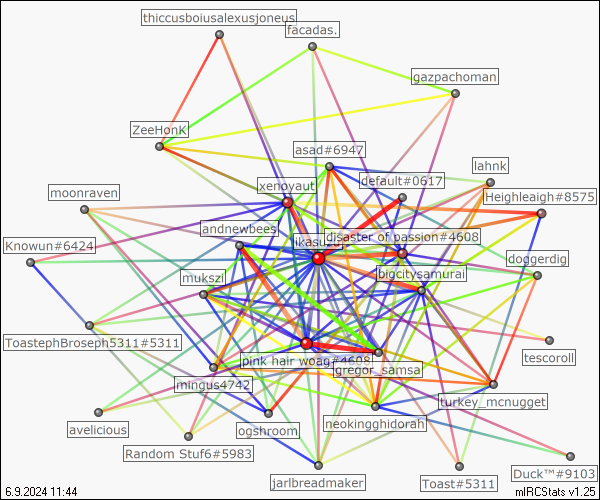 thiccusboiusalexusjoneus
facadas.
gazpachoman
ZeeHonK
asad#6947
lahnk
default#0617
moonraven
xenoyaut
Heighleaigh#8575
andnewbees
disaster of passion#4608
Knowun#6424
doggerdig
bigcitysamurai
mukszil
ToastephBroseph5311#5311
tescoroll
pink hair woag#4608
gregor_samsa
mingus4742
turkey_mcnugget
avelicious
ogshroom
neokingghidorah
Random Stuf6#5983
jarlbreadmaker
Toast#5311
Duck™#9103
6.9.2024 11:44
mIRCStats v1.25